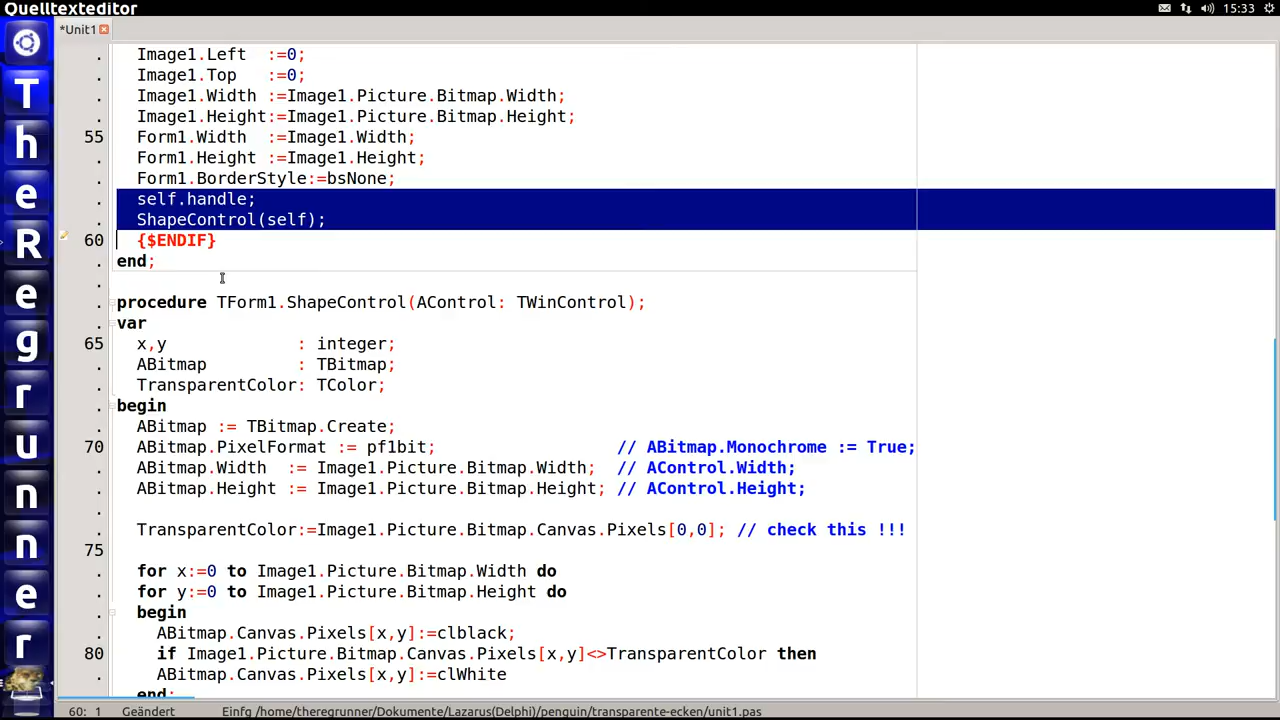 Quelltexteditor
15:33
*Unit1
T
h
e
R
e
g
r
u
n
n
e
r
. Image1.Left  :=0;
. Image1.Top   :=0;
. Image1.Width :=Image1.Picture.Bitmap.Width;
. Image1.Height:=Image1.Picture.Bitmap.Height;
55 Form1.Width  :=Image1.Width;
. Form1.Height :=Image1.Height;
. Form1.BorderStyle:=bsNone;
. self.handle;
. ShapeControl(self);
60 {$ENDIF}
. end;
.
. procedure TForm1.ShapeControl(AControl: TWinControl);
. var
65 x,y             : integer;
. ABitmap         : TBitmap;
. TransparentColor: TColor;
. begin
. ABitmap := TBitmap.Create;
70 ABitmap.PixelFormat := pf1bit;                  // ABitmap.Monochrome := True;
. ABitmap.Width  := Image1.Picture.Bitmap.Width;  // AControl.Width;
. ABitmap.Height := Image1.Picture.Bitmap.Height; // AControl.Height;
.
. TransparentColor:=Image1.Picture.Bitmap.Canvas.Pixels[0,0]; // check this !!!
75
. for x:=0 to Image1.Picture.Bitmap.Width do
. for y:=0 to Image1.Picture.Bitmap.Height do
. begin
. ABitmap.Canvas.Pixels[x,y]:=clblack;
80 if Image1.Picture.Bitmap.Canvas.Pixels[x,y]<>TransparentColor then
. ABitmap.Canvas.Pixels[x,y]:=clWhite
. end;
60: 1 Geändert Einfg /home/theregrunner/Dokumente/Lazarus(Delphi)/penguin/transparente-ecken/unit1.pas